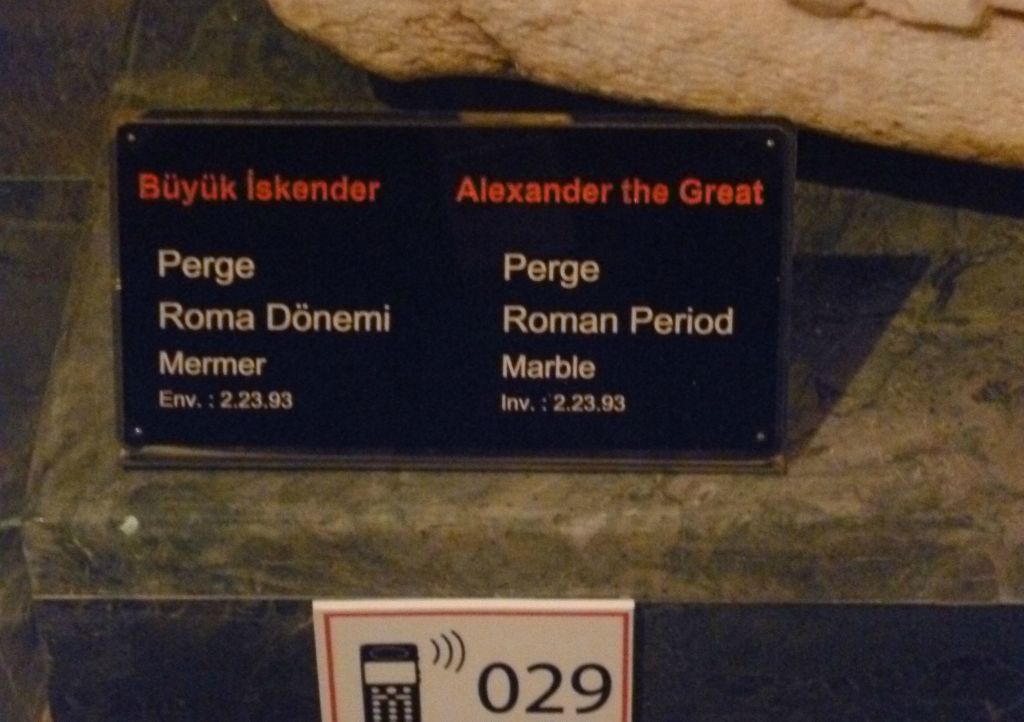 Büyük İskender
Perge
Roma Dönemi
Mermer
Env. : 2.23.93
Alexander the Great
Perge
Roman Period
Marble
Inv. : 2.23.93
029